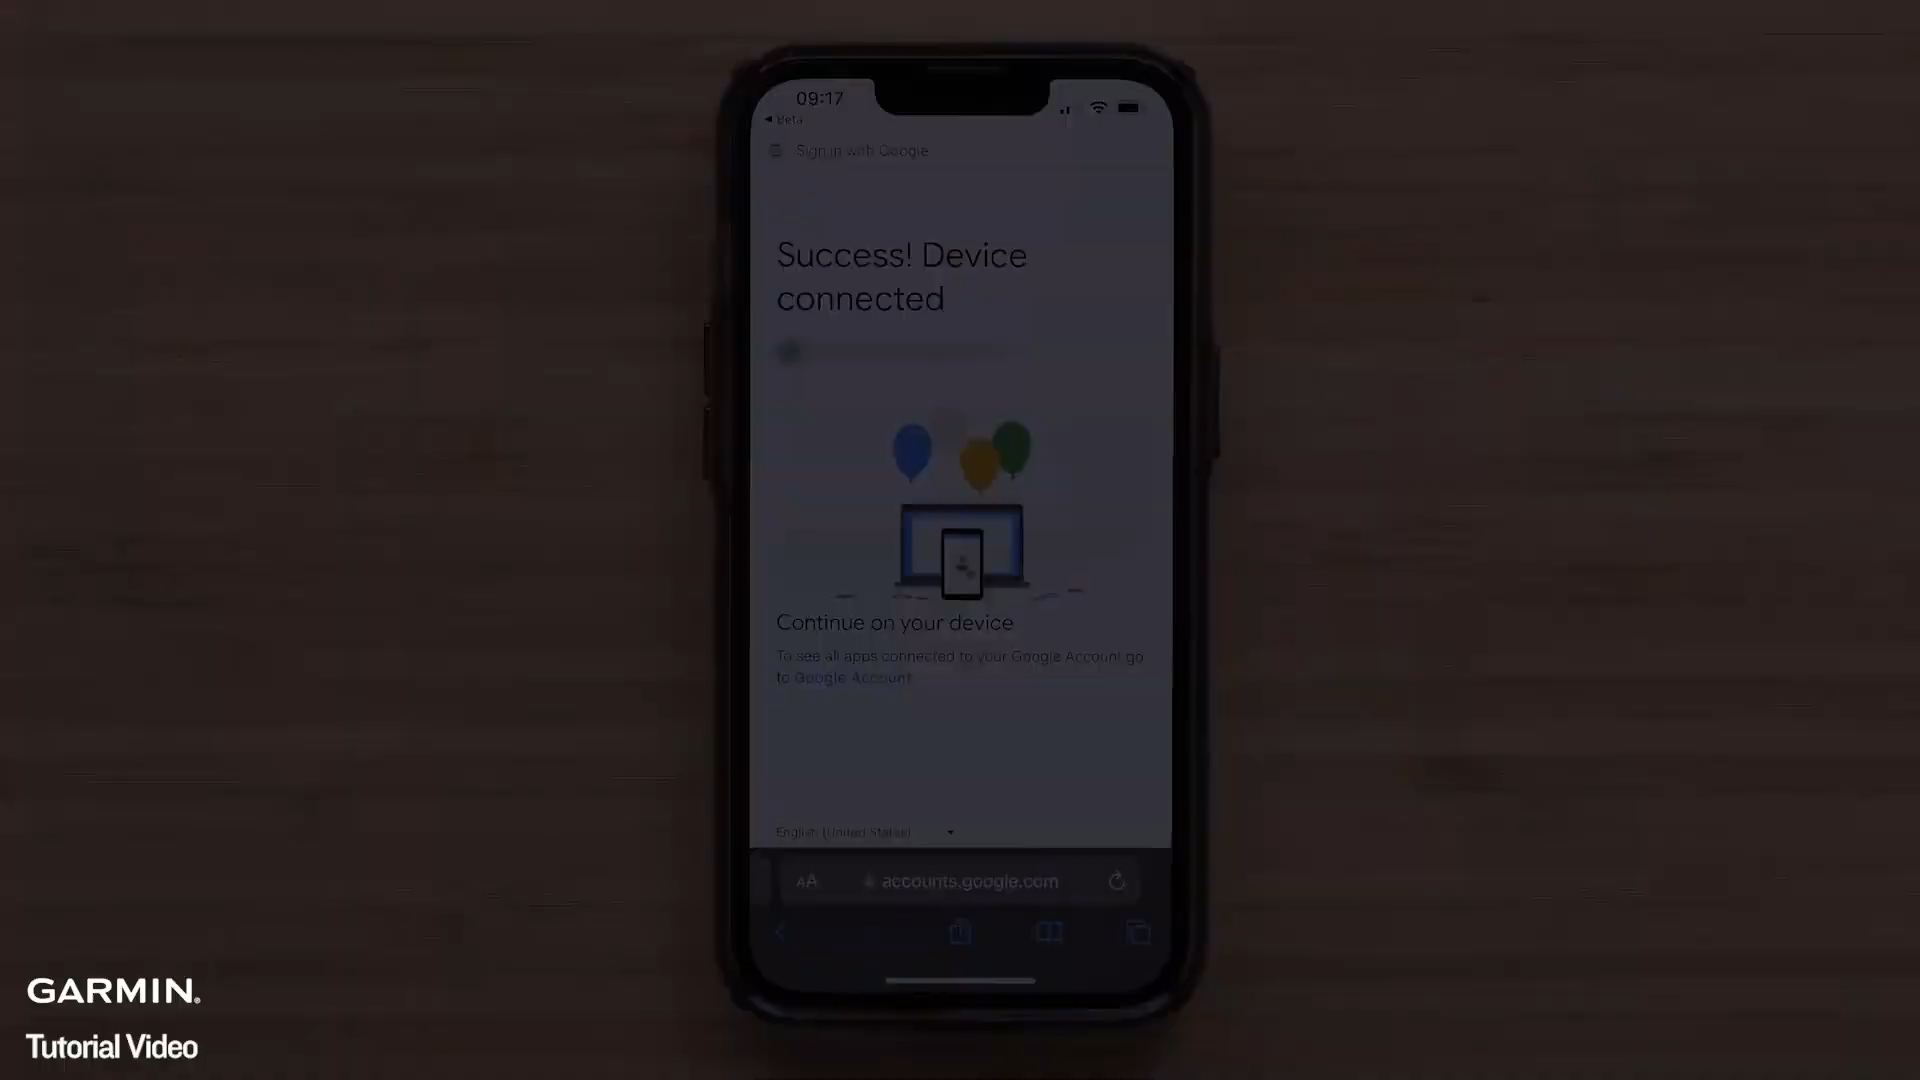 09:17
◀ Beta
Sign in with Google
Success! Device
connected
Continue on your device
To see all apps connected to your Google Account go
to Google Account
English (United States)
AA
accounts.google.com
GARMIN.
Tutorial Video